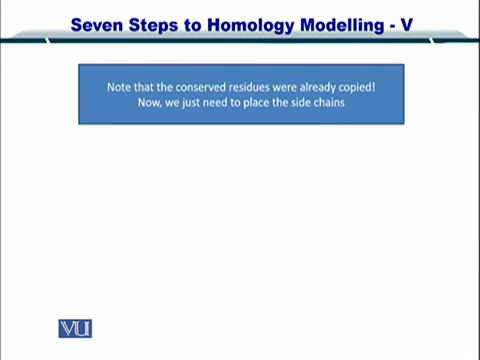 Seven Steps to Homology Modelling - V
Note that the conserved residues were already copied!
Now, we just need to place the side chains
VU